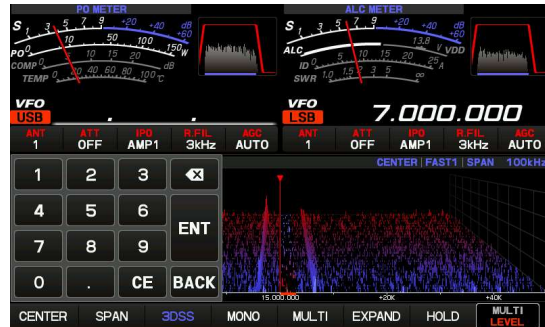 PO METER
ALC METER
S 1 3 5 7 9 +20 +40 dB +60
S 1 3 5 7 9 +20 +40 dB +60
PO 0 10 50 100 150 W
ALC 13.8 V VDD
COMP 0 10 15 20 dB
ID 0 5 10 15 20 25 A
TEMP 0 40 60 80 100 °C
SWR 1.0 1.5 2 3 5 ∞
VFO
VFO
USB . .
LSB 7.000.000
ANT ATT IPO R.FIL AGC
ANT ATT IPO R.FIL AGC
1 OFF AMP1 3kHz AUTO
1 OFF AMP1 3kHz AUTO
CENTER | FAST1 | SPAN 100kHz
1 2 3
4 5 6 ENT
7 8 9
0 . CE BACK
15.000.000 +20K +40K
CENTER SPAN 3DSS MONO MULTI EXPAND HOLD MULTI
LEVEL